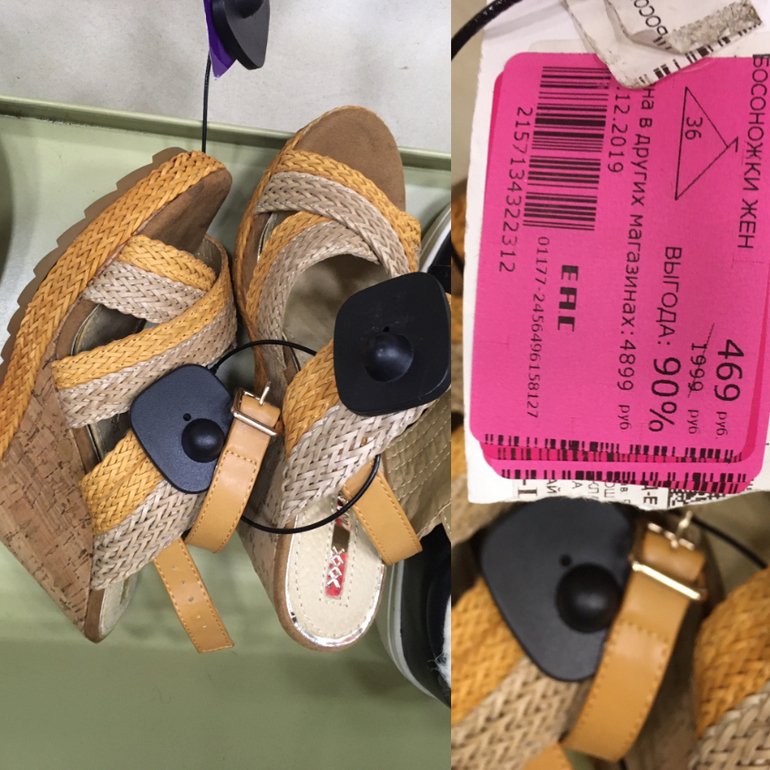 БОСОНОЖКИ ЖЕН
36
469 руб
1999 руб
ВЫГОДА: 90%
на в других магазинах: 4899 руб
12.2019
2157134322312
EAC
01177-2456496158127
XXX